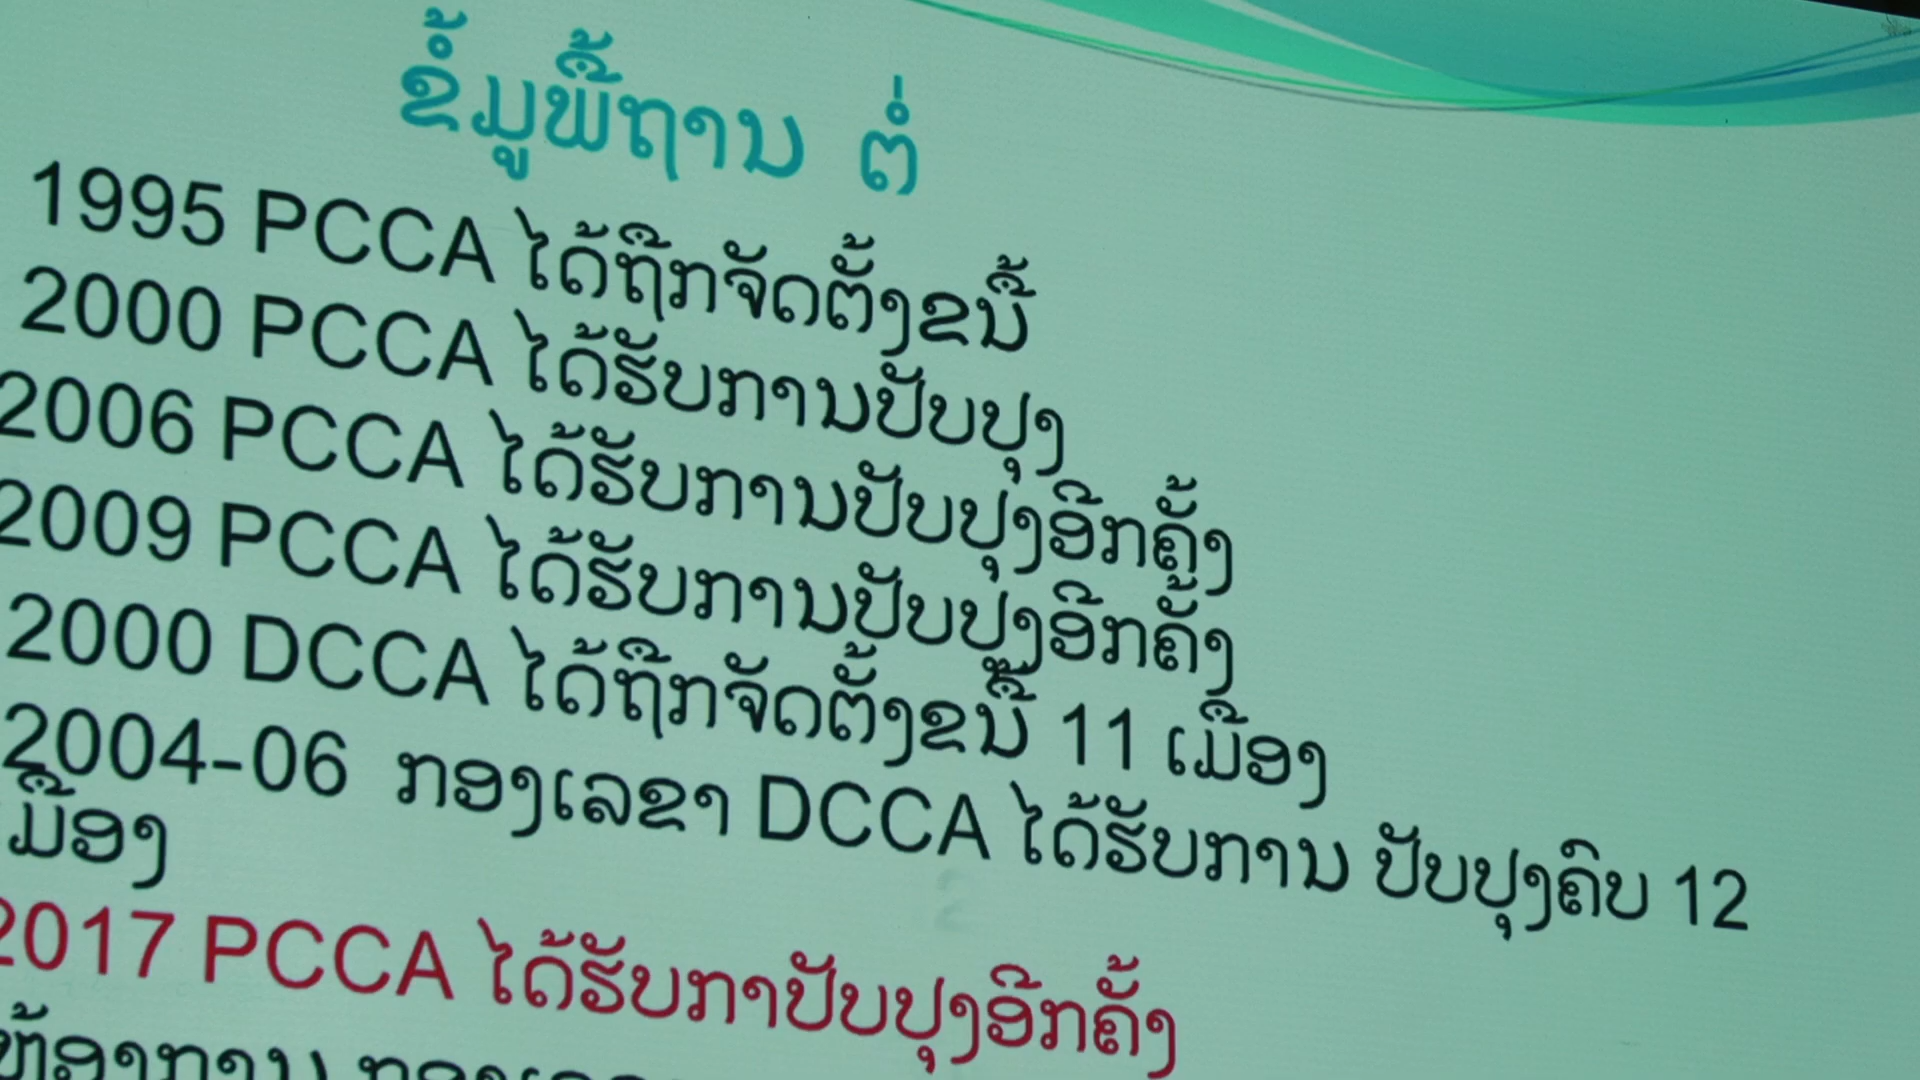 ຂໍ້ມູພື້ຖານ ຕໍ່
1995 PCCA ໄດ້ຖືກຈັດຕັ້ງຂື້ນ
2000 PCCA ໄດ້ຮັບການປັບປຸງ
2006 PCCA ໄດ້ຮັບການປັບປຸງອີກຄັ້ງ
2009 PCCA ໄດ້ຮັບການປັບປຸງອີກຄັ້ງ
2000 DCCA ໄດ້ຖືກຈັດຕັ້ງຂື້ນ 11 ເມືອງ
2004-06 ກອງເລຂາ DCCA ໄດ້ຮັບການ ປັບປຸງຄົບ 12
ເມືອງ
2017 PCCA ໄດ້ຮັບກາປັບປຸງອີກຄັ້ງ